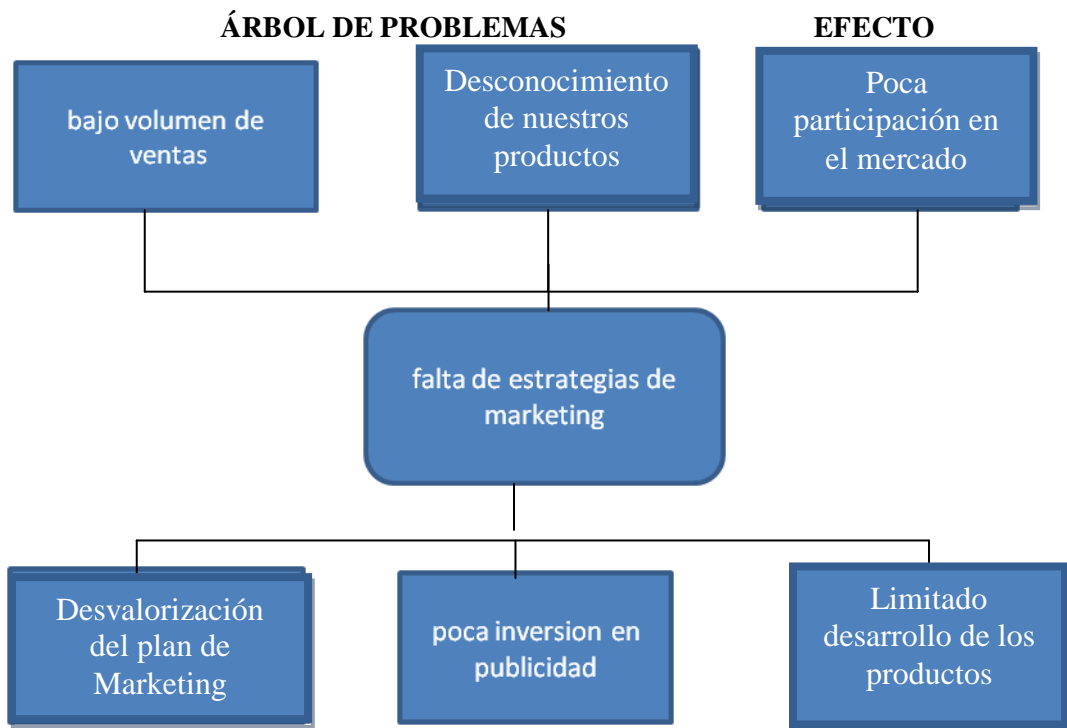 ÁRBOL DE PROBLEMAS EFECTO
bajo volumen de
ventas
Desconocimiento
de nuestros
productos
Poca
participación en
el mercado
falta de estrategias de
marketing
Desvalorización
del plan de
Marketing
poca inversion en
publicidad
Limitado
desarrollo de los
productos